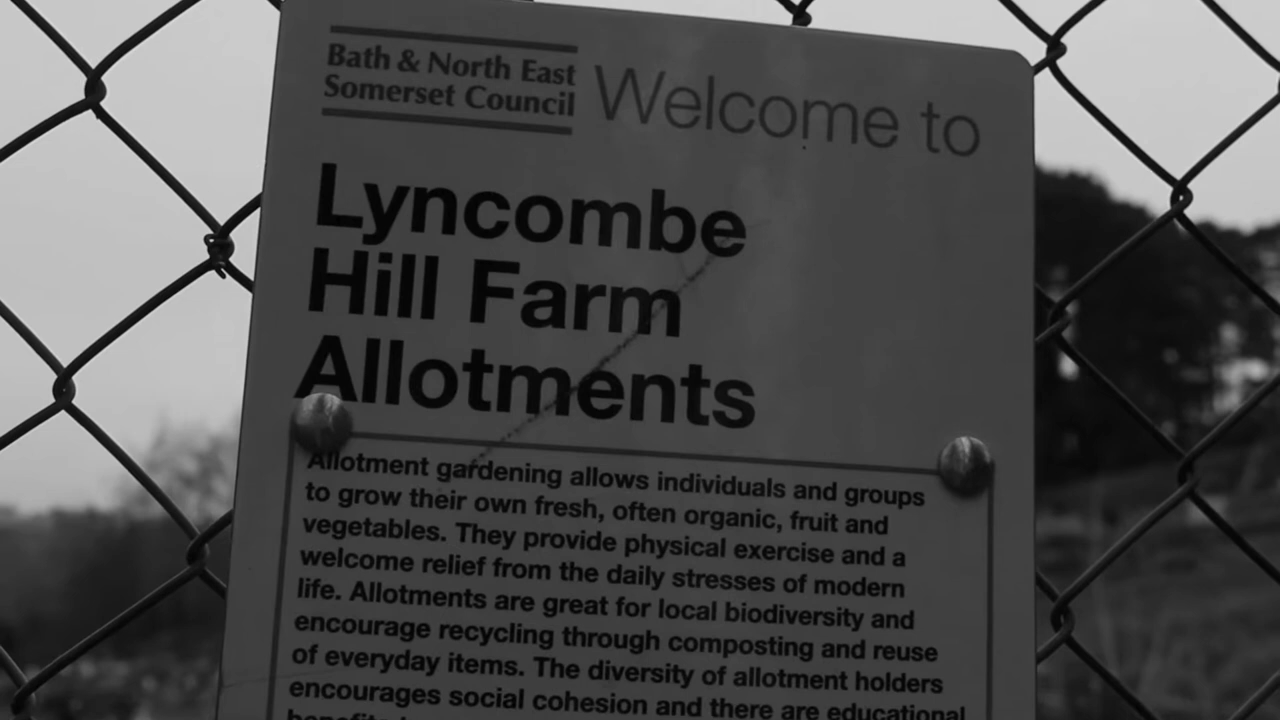 Bath & North East
Somerset Council
Welcome to
Lyncombe
Hill Farm
Allotments
Allotment gardening allows individuals and groups
to grow their own fresh, often organic, fruit and
vegetables. They provide physical exercise and a
welcome relief from the daily stresses of modern
life. Allotments are great for local biodiversity and
encourage recycling through composting and reuse
of everyday items. The diversity of allotment holders
encourages social cohesion and there are educational